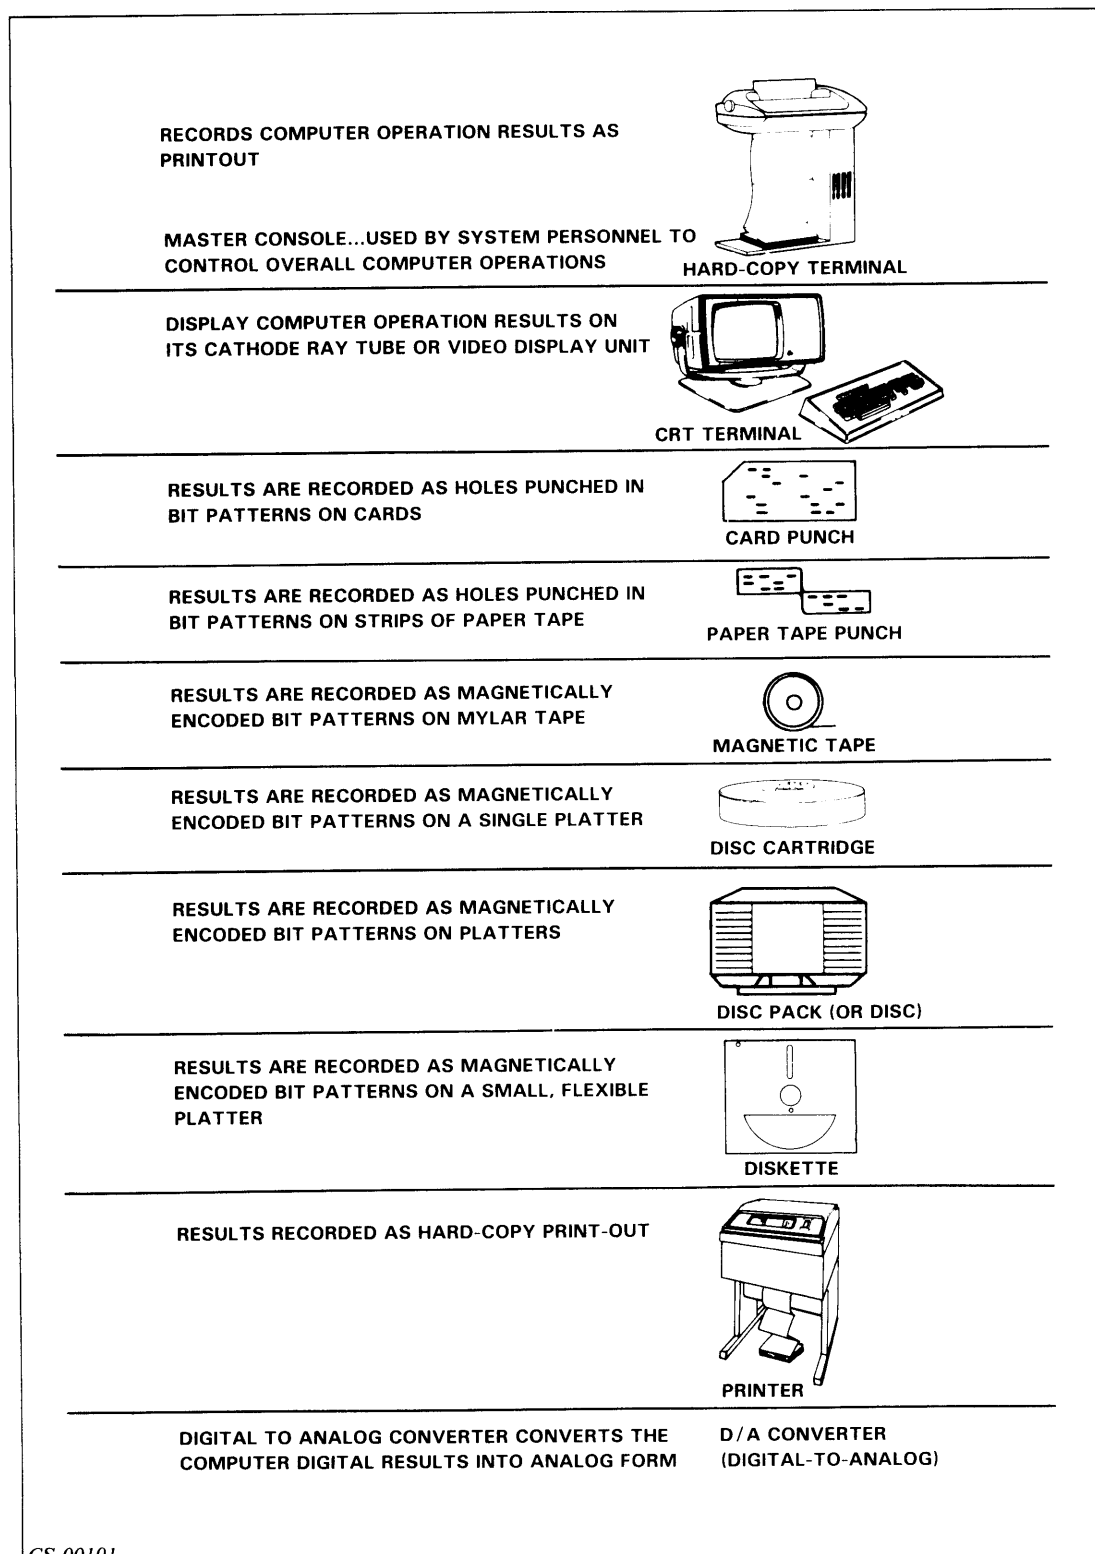 RECORDS COMPUTER OPERATION RESULTS AS
PRINTOUT
MASTER CONSOLE...USED BY SYSTEM PERSONNEL TO
CONTROL OVERALL COMPUTER OPERATIONS
HARD-COPY TERMINAL
DISPLAY COMPUTER OPERATION RESULTS ON
ITS CATHODE RAY TUBE OR VIDEO DISPLAY UNIT
CRT TERMINAL
RESULTS ARE RECORDED AS HOLES PUNCHED IN
BIT PATTERNS ON CARDS
CARD PUNCH
RESULTS ARE RECORDED AS HOLES PUNCHED IN
BIT PATTERNS ON STRIPS OF PAPER TAPE
PAPER TAPE PUNCH
RESULTS ARE RECORDED AS MAGNETICALLY
ENCODED BIT PATTERNS ON MYLAR TAPE
MAGNETIC TAPE
RESULTS ARE RECORDED AS MAGNETICALLY
ENCODED BIT PATTERNS ON A SINGLE PLATTER
DISC CARTRIDGE
RESULTS ARE RECORDED AS MAGNETICALLY
ENCODED BIT PATTERNS ON PLATTERS
DISC PACK (OR DISC)
RESULTS ARE RECORDED AS MAGNETICALLY
ENCODED BIT PATTERNS ON A SMALL, FLEXIBLE
PLATTER
DISKETTE
RESULTS RECORDED AS HARD-COPY PRINT-OUT
PRINTER
DIGITAL TO ANALOG CONVERTER CONVERTS THE
COMPUTER DIGITAL RESULTS INTO ANALOG FORM
D/A CONVERTER
(DIGITAL-TO-ANALOG)